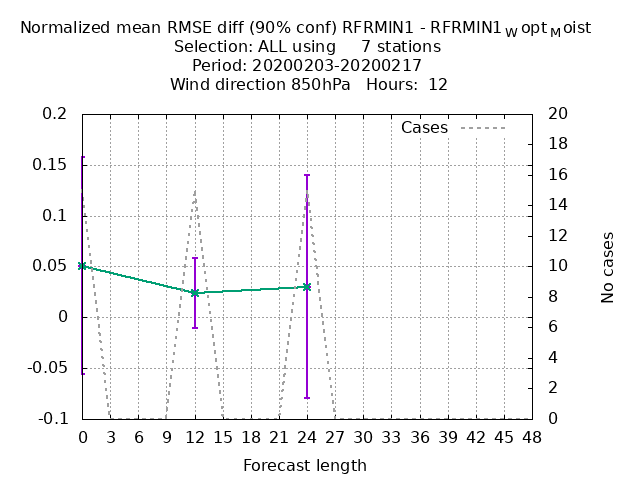 Normalized mean RMSE diff (90% conf) RFRMIN1 - RFRMIN1WoptMoist
Selection: ALL using 7 stations
Period: 20200203-20200217
Wind direction 850hPa Hours: 12
Cases
0.2
0.15
0.1
0.05
0
-0.05
-0.1
20
18
16
14
12
10
8
6
4
2
0
No cases
0 3 6 9 12 15 18 21 24 27 30 33 36 39 42 45 48
Forecast length